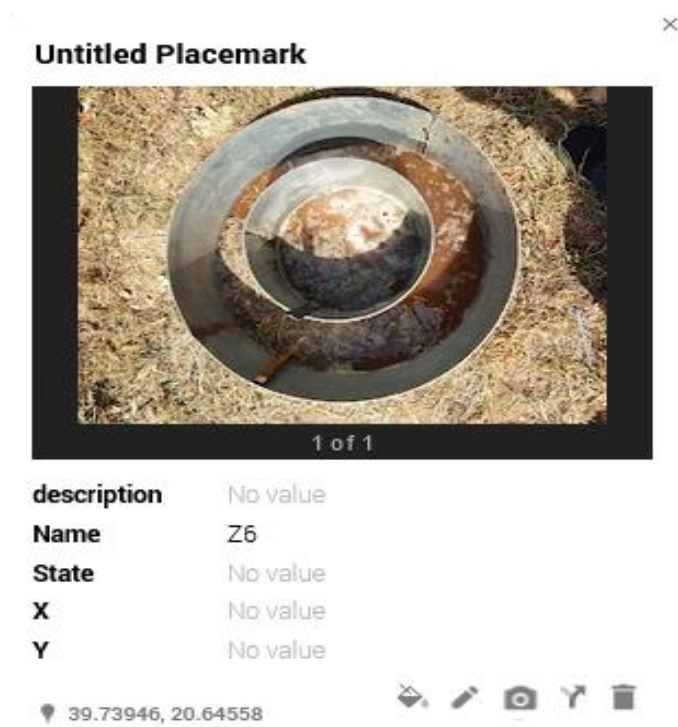 Untitled Placemark
1 of 1
description No value
Name Z6
State No value
X No value
Y No value
39.73946, 20.64558